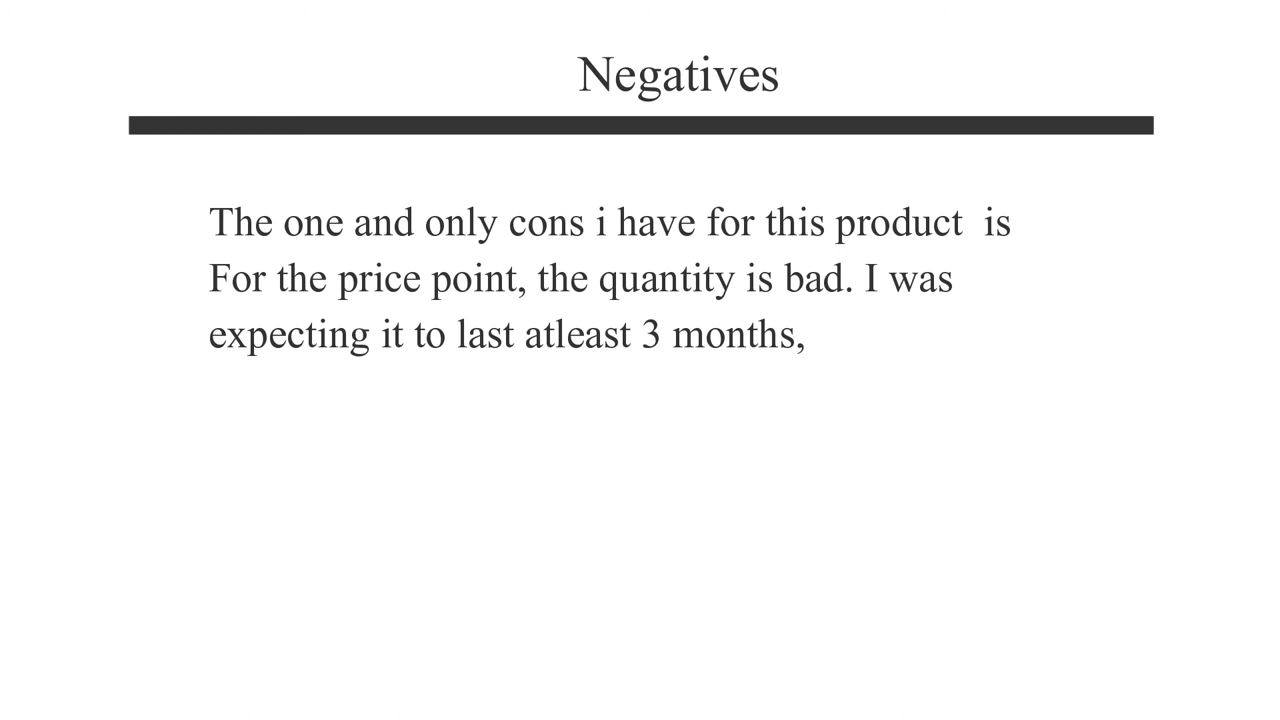 Negatives
The one and only cons i have for this product  is
For the price point, the quantity is bad. I was
expecting it to last atleast 3 months,